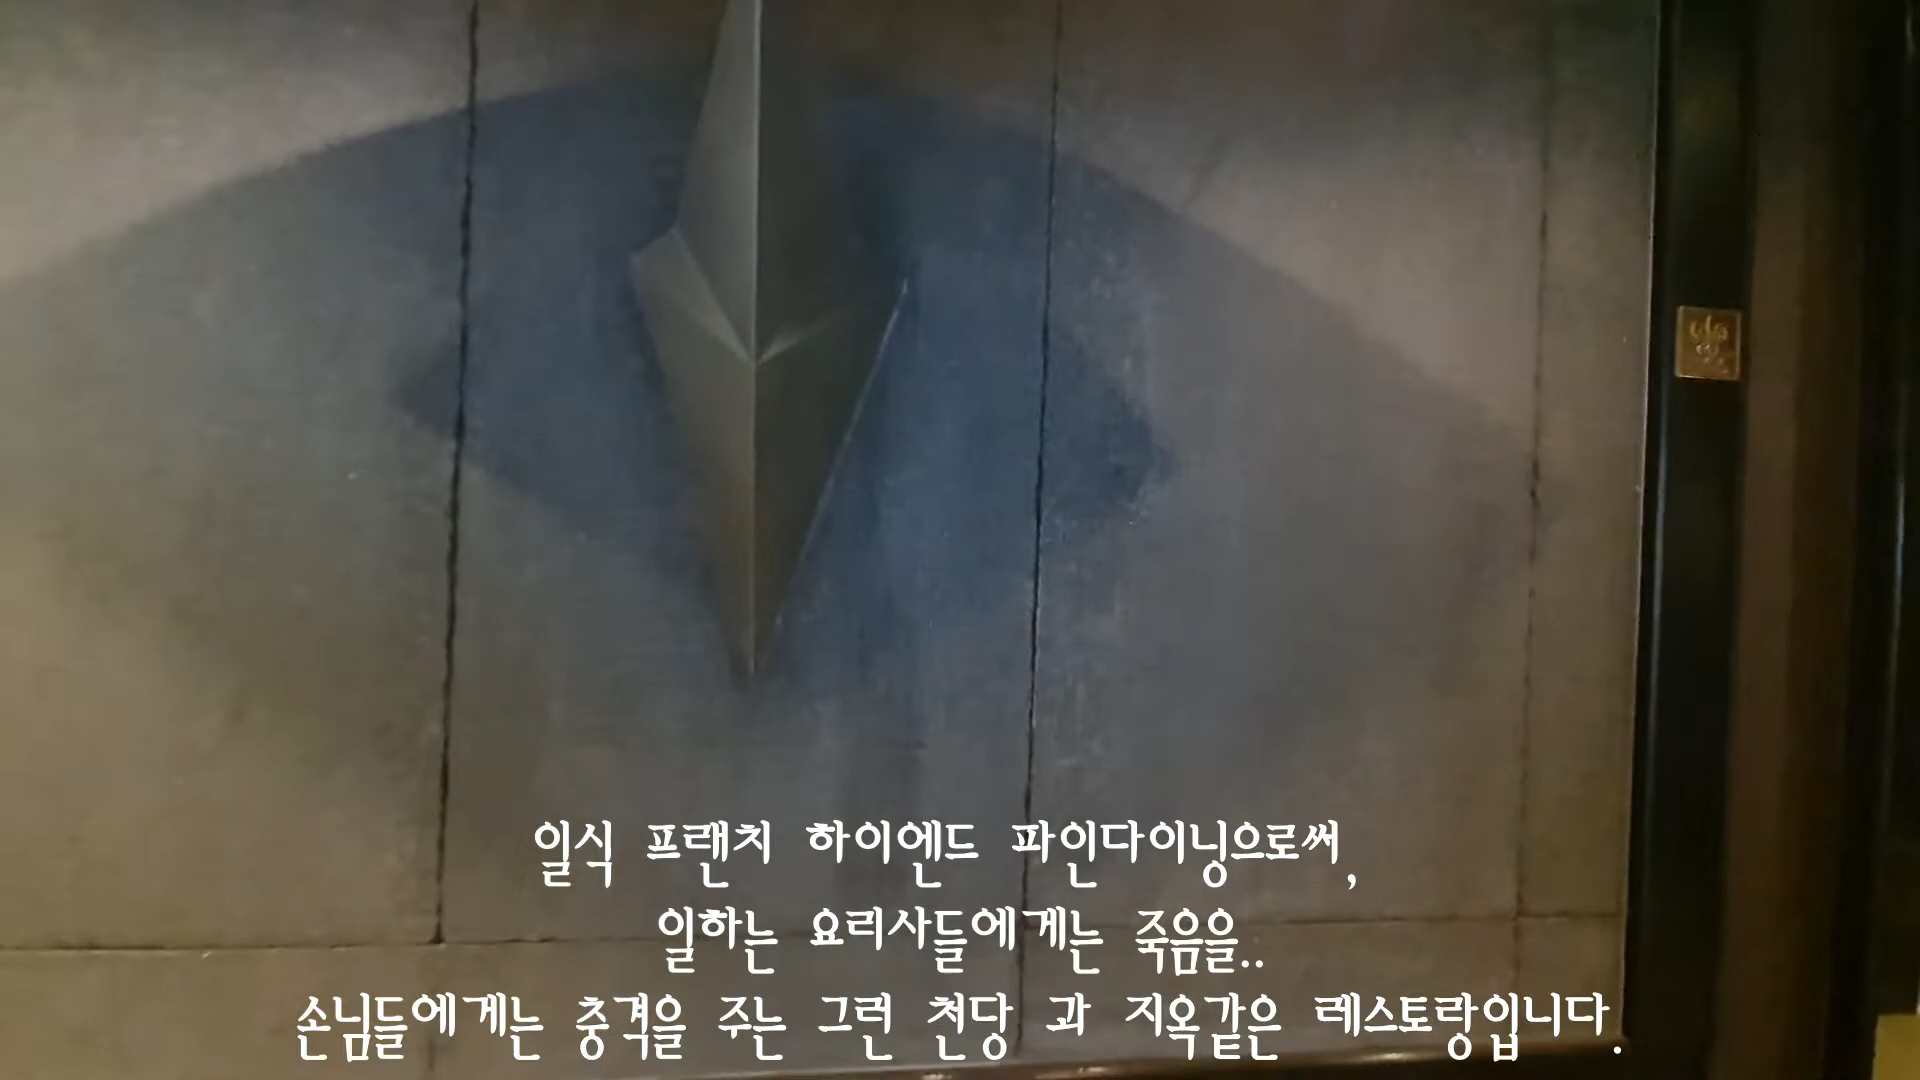 일식 프랜치 하이엔드 파인다이닝으로써,
일하는 요리사들에게는 죽음을..
손님들에게는 충격을 주는 그런 천당 과 지옥같은 레스토랑입니다.